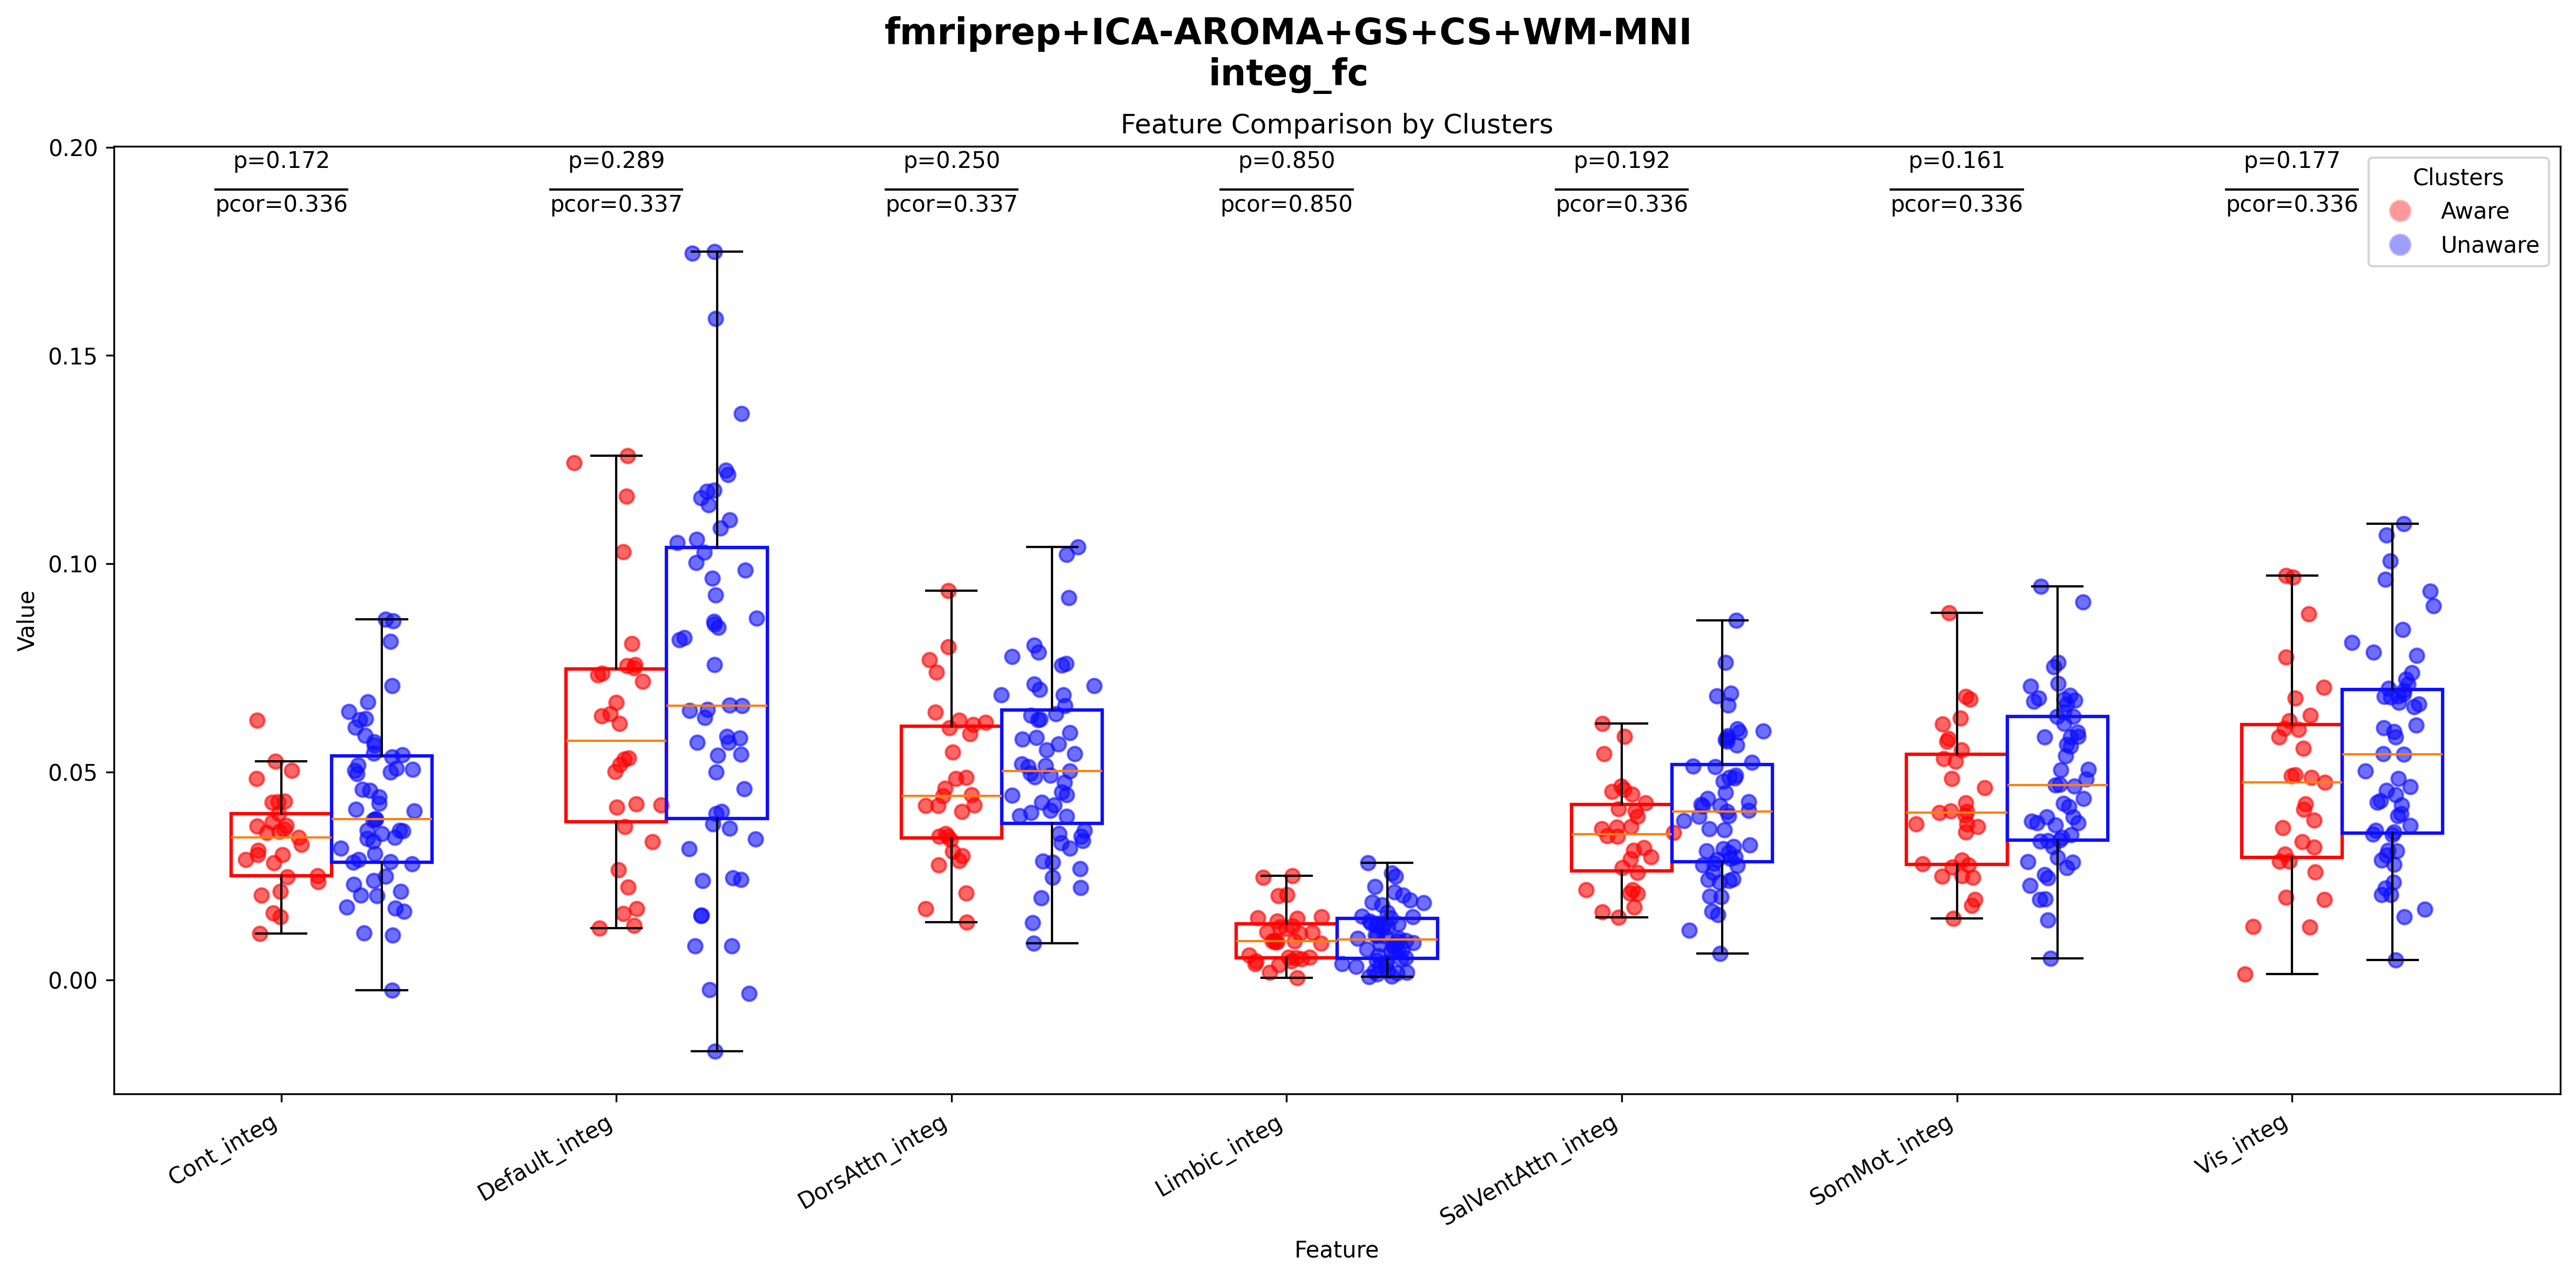 fmriprep+ICA-AROMA+GS+CS+WM-MNI
integ_fc
Feature Comparison by Clusters
p=0.172 p=0.289 p=0.250 p=0.850 p=0.192 p=0.161 p=0.177
pcor=0.336 pcor=0.337 pcor=0.337 pcor=0.850 pcor=0.336 pcor=0.336 pcor=0.336
Clusters
Aware
Unaware
0.20
0.15
0.10
0.05
0.00
Value
Cont_integ Default_integ DorsAttn_integ Limbic_integ SalVentAttn_integ SomMot_integ Vis_integ
Feature